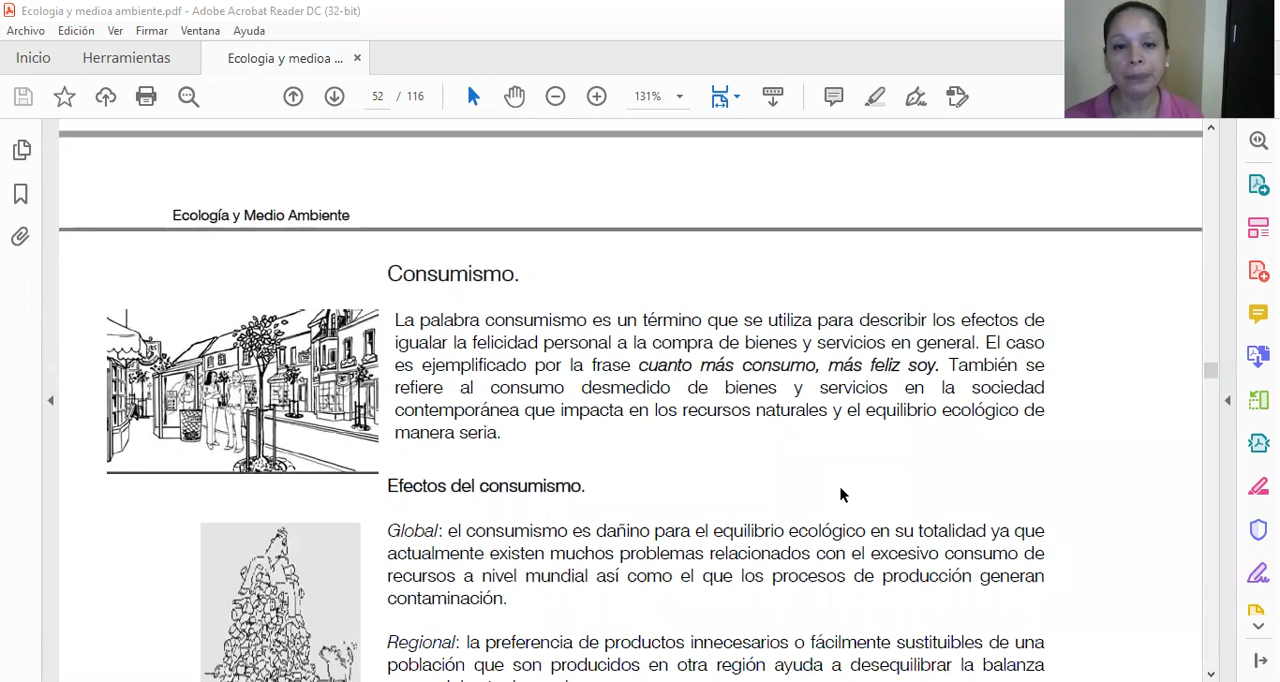 Ecologia y medioa ambiente.pdf - Adobe Acrobat Reader DC (32-bit)
Archivo Edición Ver Firmar Ventana Ayuda
Inicio Herramientas Ecologia y medioa ... ×
52 / 116 131%
Ecología y Medio Ambiente
Consumismo.
La palabra consumismo es un término que se utiliza para describir los efectos de
igualar la felicidad personal a la compra de bienes y servicios en general. El caso
es ejemplificado por la frase cuanto más consumo, más feliz soy. También se
refiere al consumo desmedido de bienes y servicios en la sociedad
contemporánea que impacta en los recursos naturales y el equilibrio ecológico de
manera seria.
Efectos del consumismo.
Global: el consumismo es dañino para el equilibrio ecológico en su totalidad ya que
actualmente existen muchos problemas relacionados con el excesivo consumo de
recursos a nivel mundial así como el que los procesos de producción generan
contaminación.
Regional: la preferencia de productos innecesarios o fácilmente sustituibles de una
población que son producidos en otra región ayuda a desequilibrar la balanza